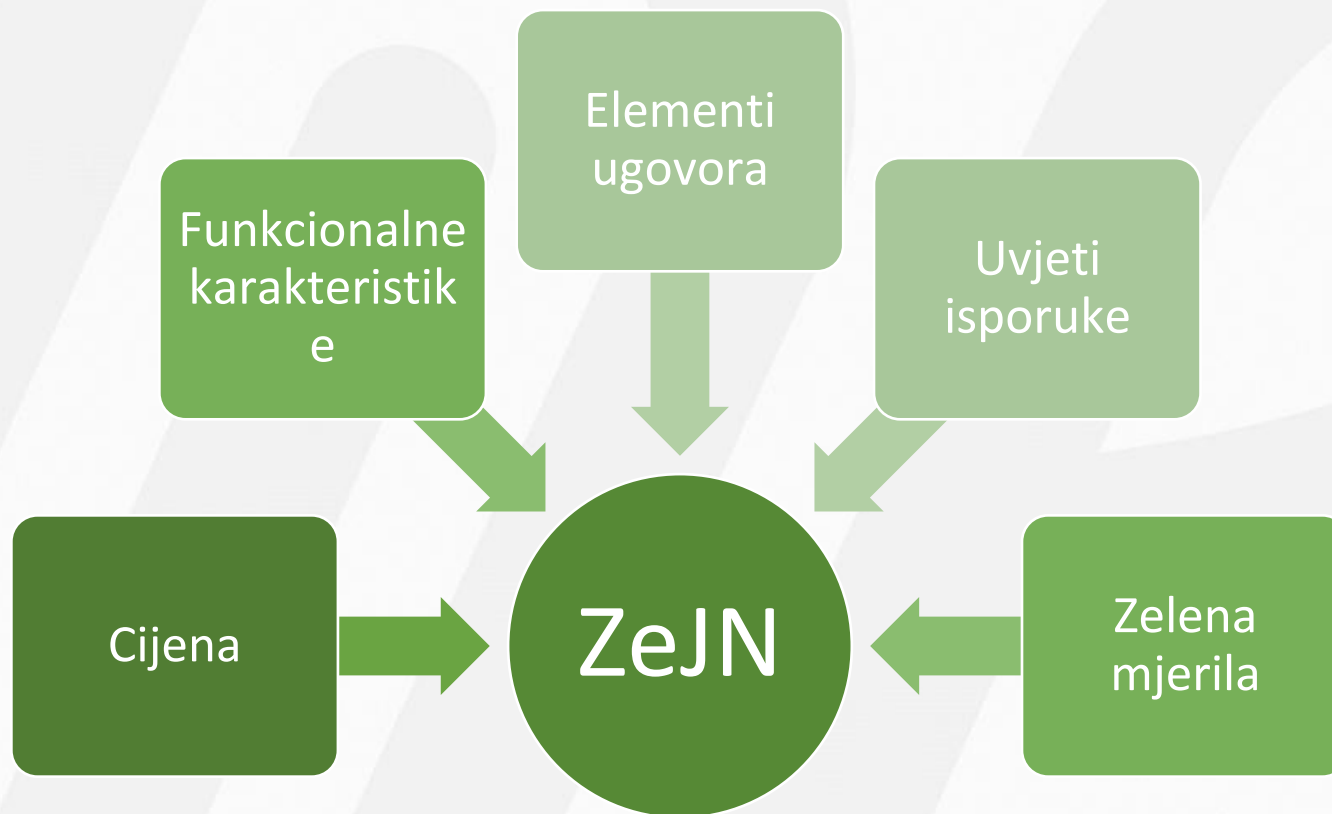 Elementi
ugovora
Funkcionalne
karakteristik
e
Uvjeti
isporuke
Cijena
ZeJN
Zelena
mjerila